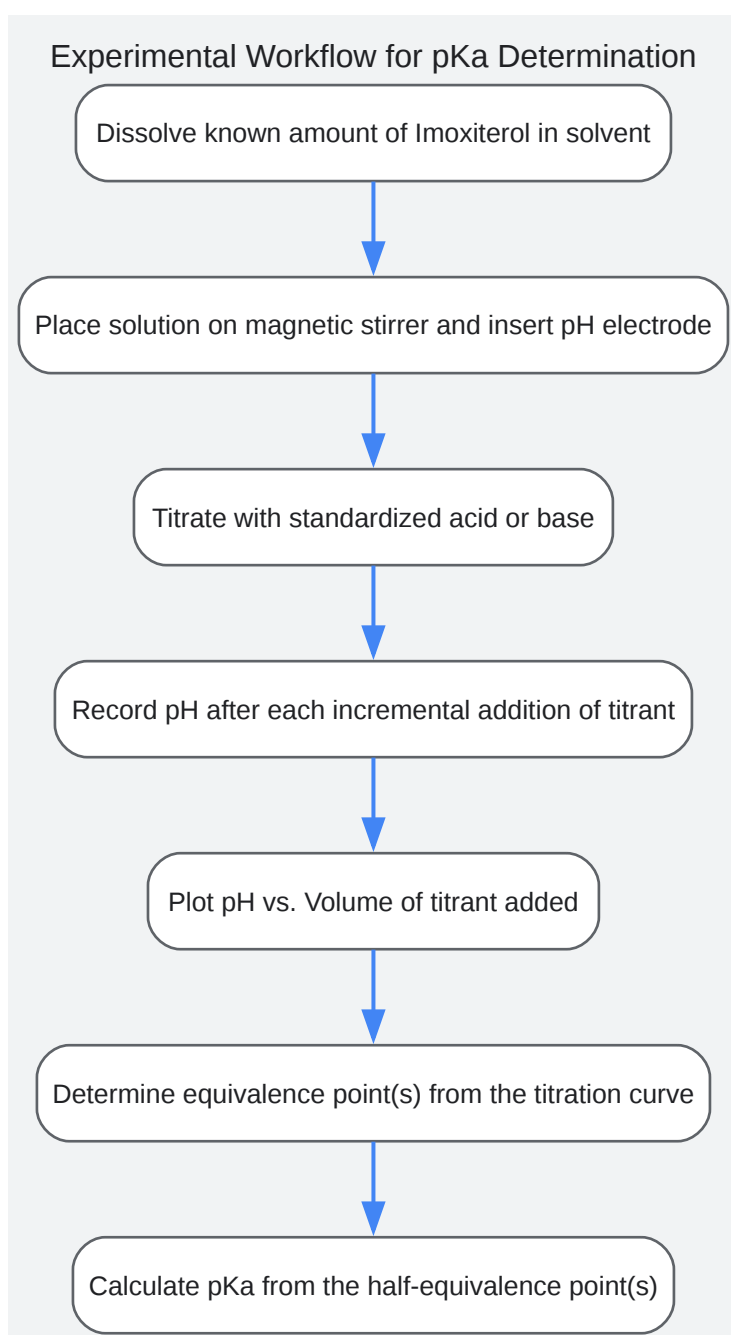 Experimental Workflow for pKa Determination
Dissolve known amount of Imoxiterol in solvent
Place solution on magnetic stirrer and insert pH electrode
Titrate with standardized acid or base
Record pH after each incremental addition of titrant
Plot pH vs. Volume of titrant added
Determine equivalence point(s) from the titration curve
Calculate pKa from the half-equivalence point(s)